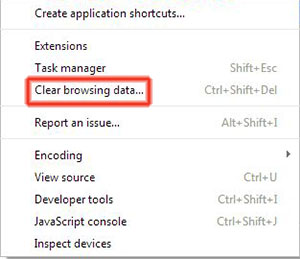 Create application shortcuts...
Extensions
Task manager Shift+Esc
Clear browsing data... Ctrl+Shift+Del
Report an issue... Alt+Shift+I
Encoding
View source Ctrl+U
Developer tools Ctrl+Shift+I
JavaScript console Ctrl+Shift+J
Inspect devices